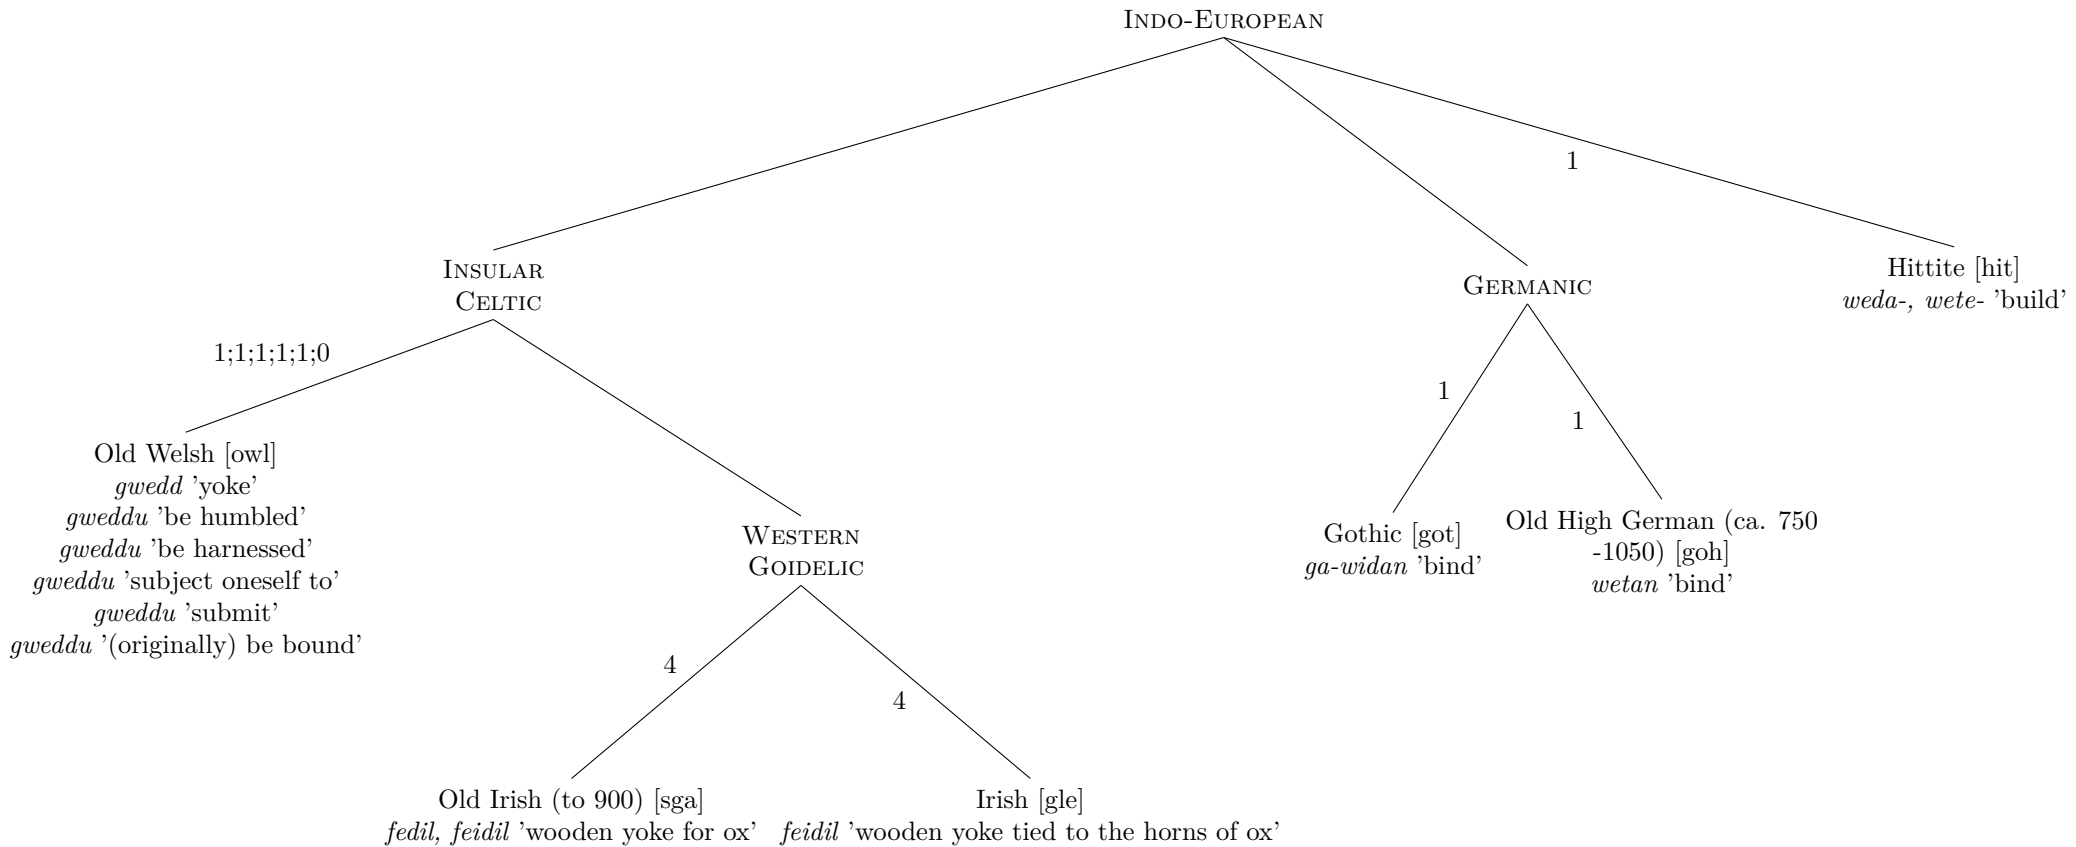 INDO-EUROPEAN
1
INSULAR
CELTIC
GERMANIC
Hittite [hit]
weda-, wete- ’build’
1;1;1;1;1;0
1
1
Old Welsh [owl]
gwedd ’yoke’
gweddu ’be humbled’
gweddu ’be harnessed’
gweddu ’subject oneself to’
gweddu ’submit’
gweddu ’(originally) be bound’
WESTERN
GOIDELIC
Gothic [got]
ga-widan ’bind’
Old High German (ca. 750
-1050) [goh]
wetan ’bind’
4
4
Old Irish (to 900) [sga]
fedil, feidil ’wooden yoke for ox’
Irish [gle]
feidil ’wooden yoke tied to the horns of ox’